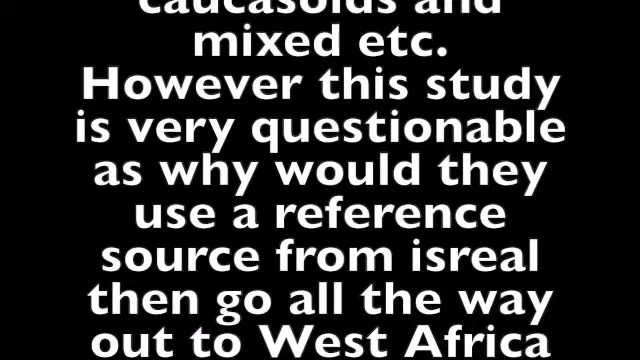 caucasoids and
mixed etc.
However this study
is very questionable
as why would they
use a reference
source from isreal
then go all the way
out to West Africa